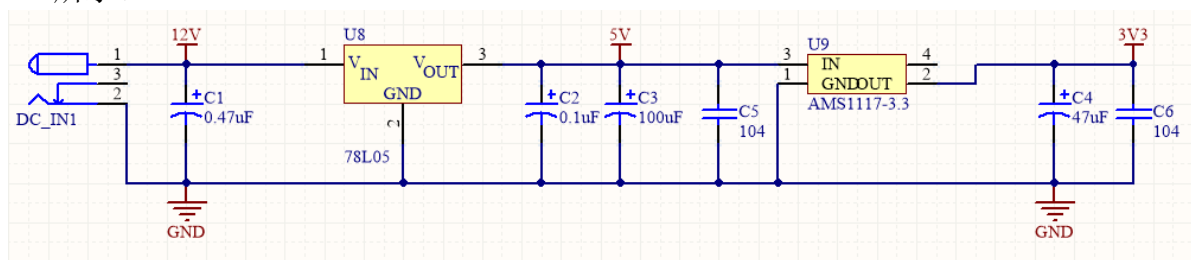 12V
U8
5V
U9
3V3
1
3
2
DC_IN1
C1
0.47uF
1
VIN
VOUT
GND
3
2
78L05
C2
0.1uF
C3
100uF
C5
104
3
1
IN
GNDOUT
4
2
AMS1117-3.3
C4
47uF
C6
104
GND
GND